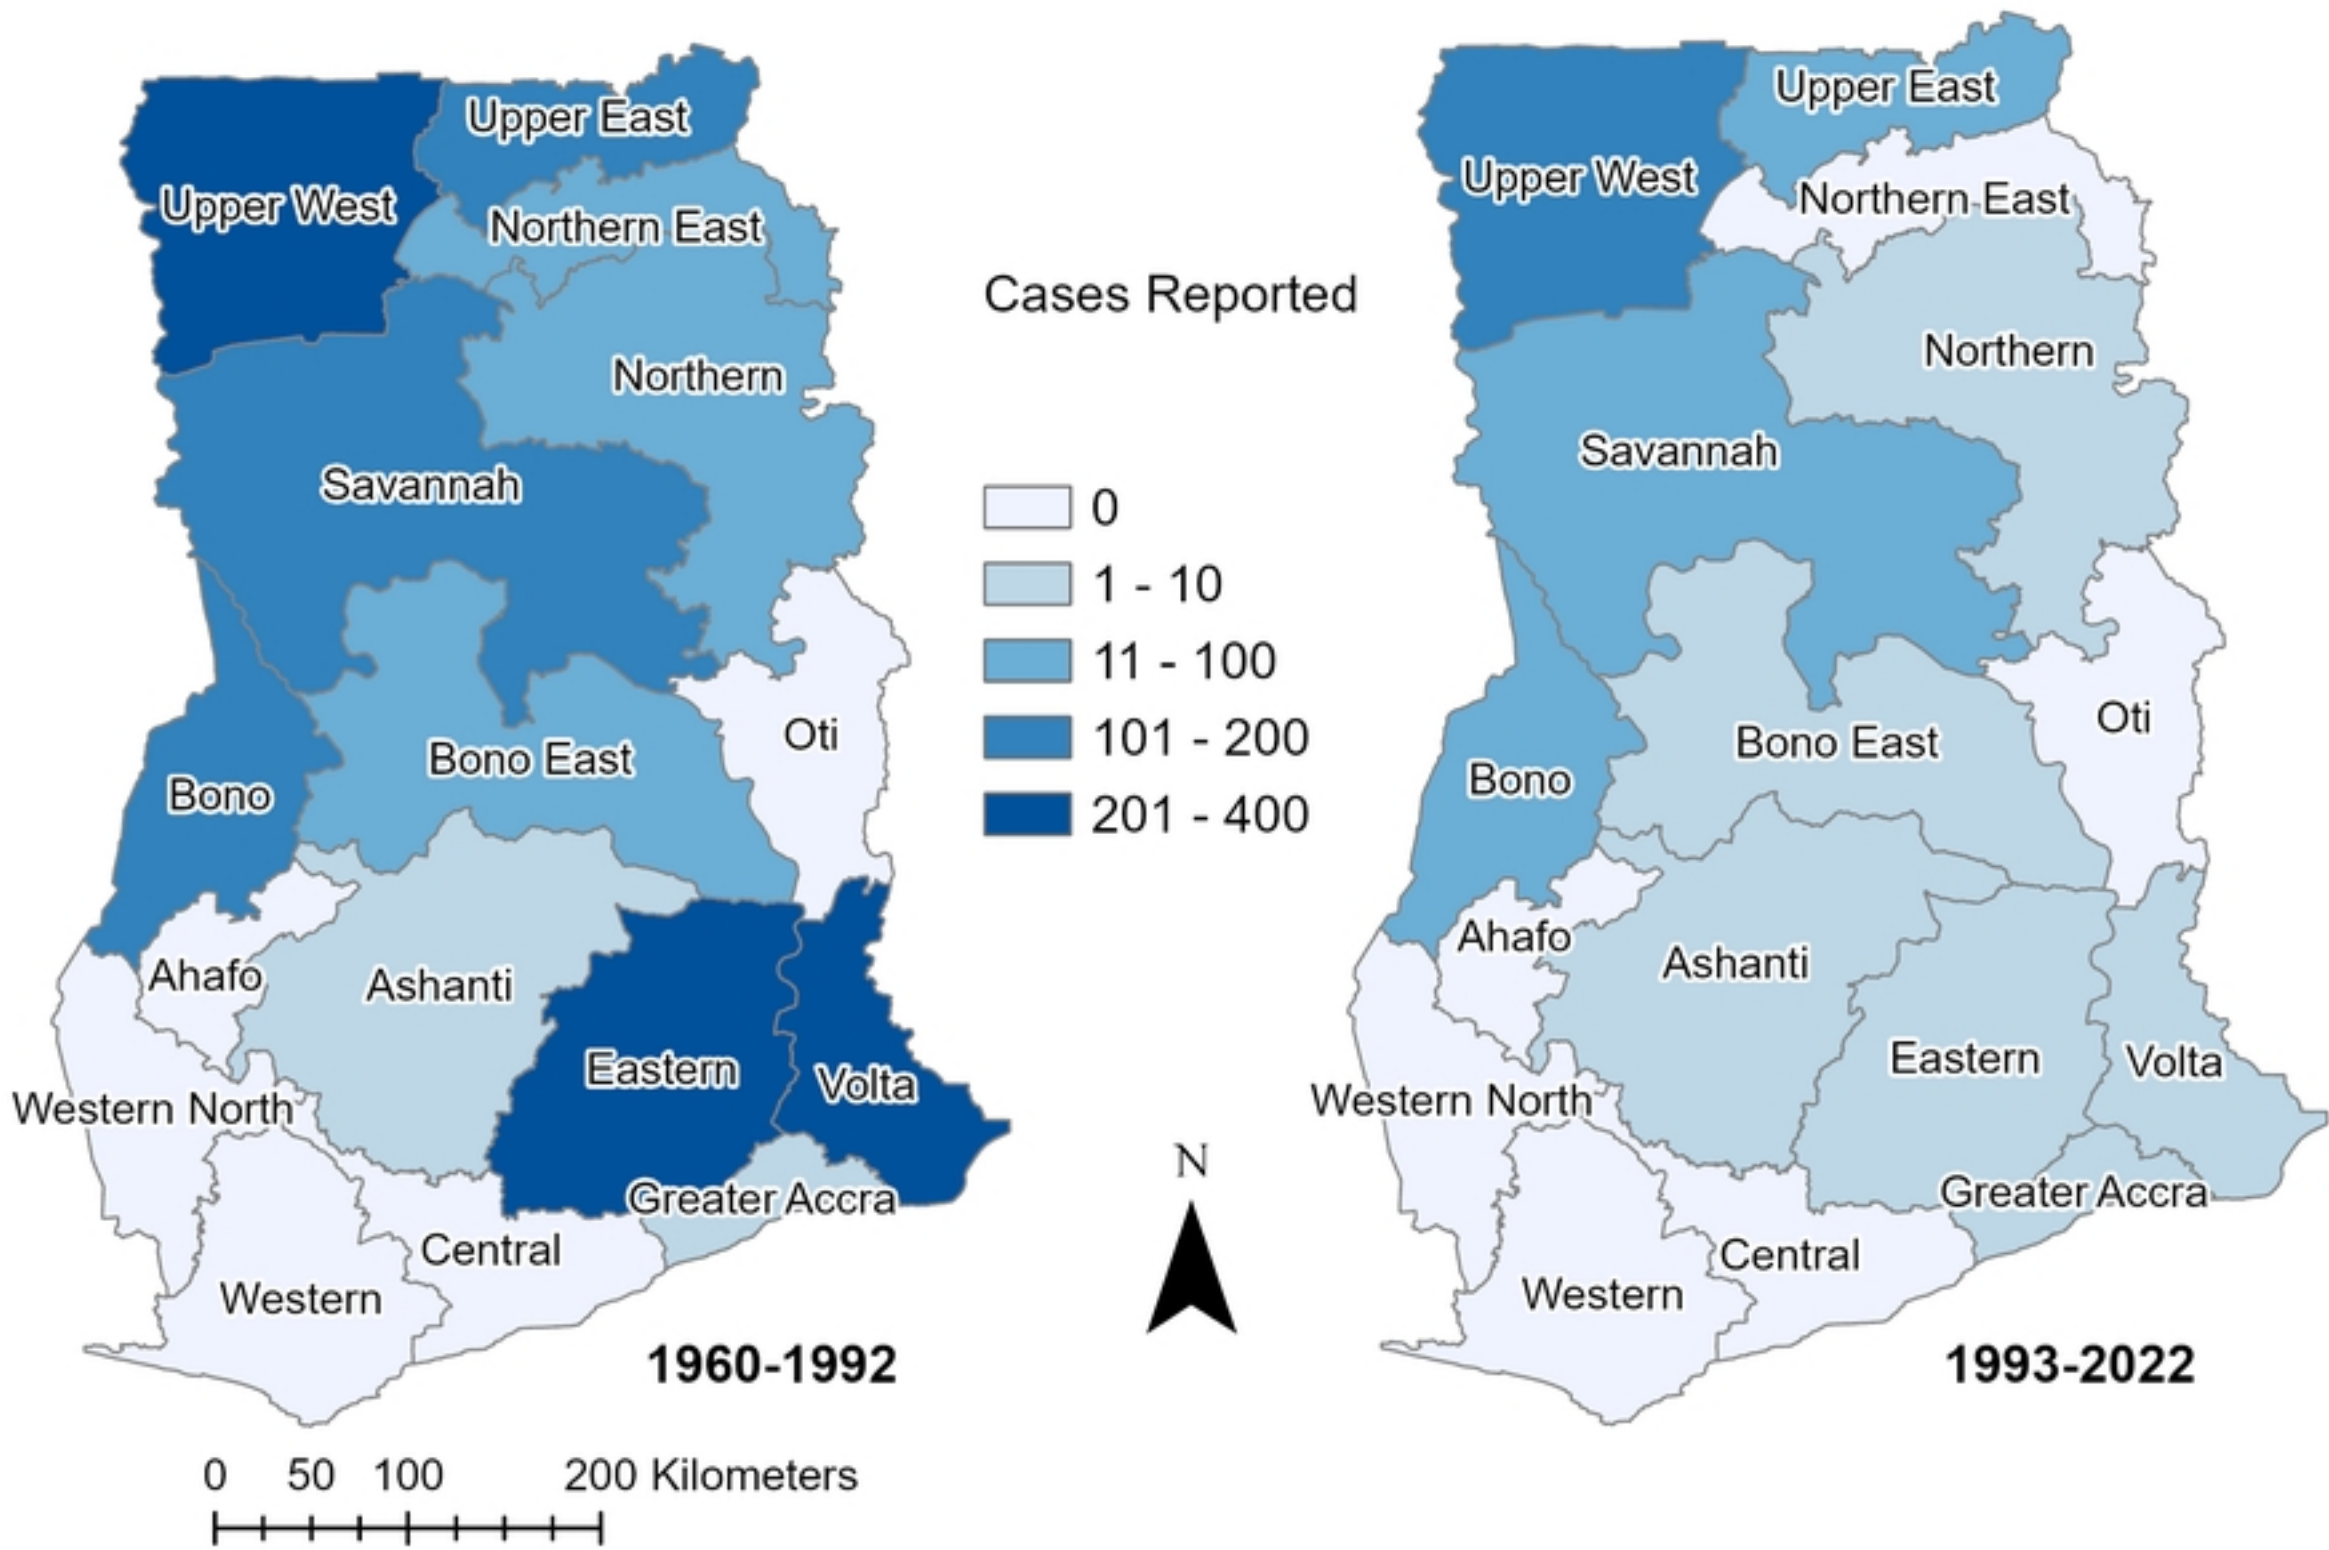 Upper East
Upper West
Northern East
Northern
Savannah
Oti
Bono East
Bono
Ahafo
Ashanti
Eastern
Volta
Western North
Greater Accra
Central
Western
1960-1992
0 50 100 200 Kilometers
Cases Reported
0
1 - 10
11 - 100
101 - 200
201 - 400
N
Upper East
Upper West
Northern East
Northern
Savannah
Oti
Bono East
Bono
Ahafo
Ashanti
Eastern
Volta
Western North
Greater Accra
Central
Western
1993-2022